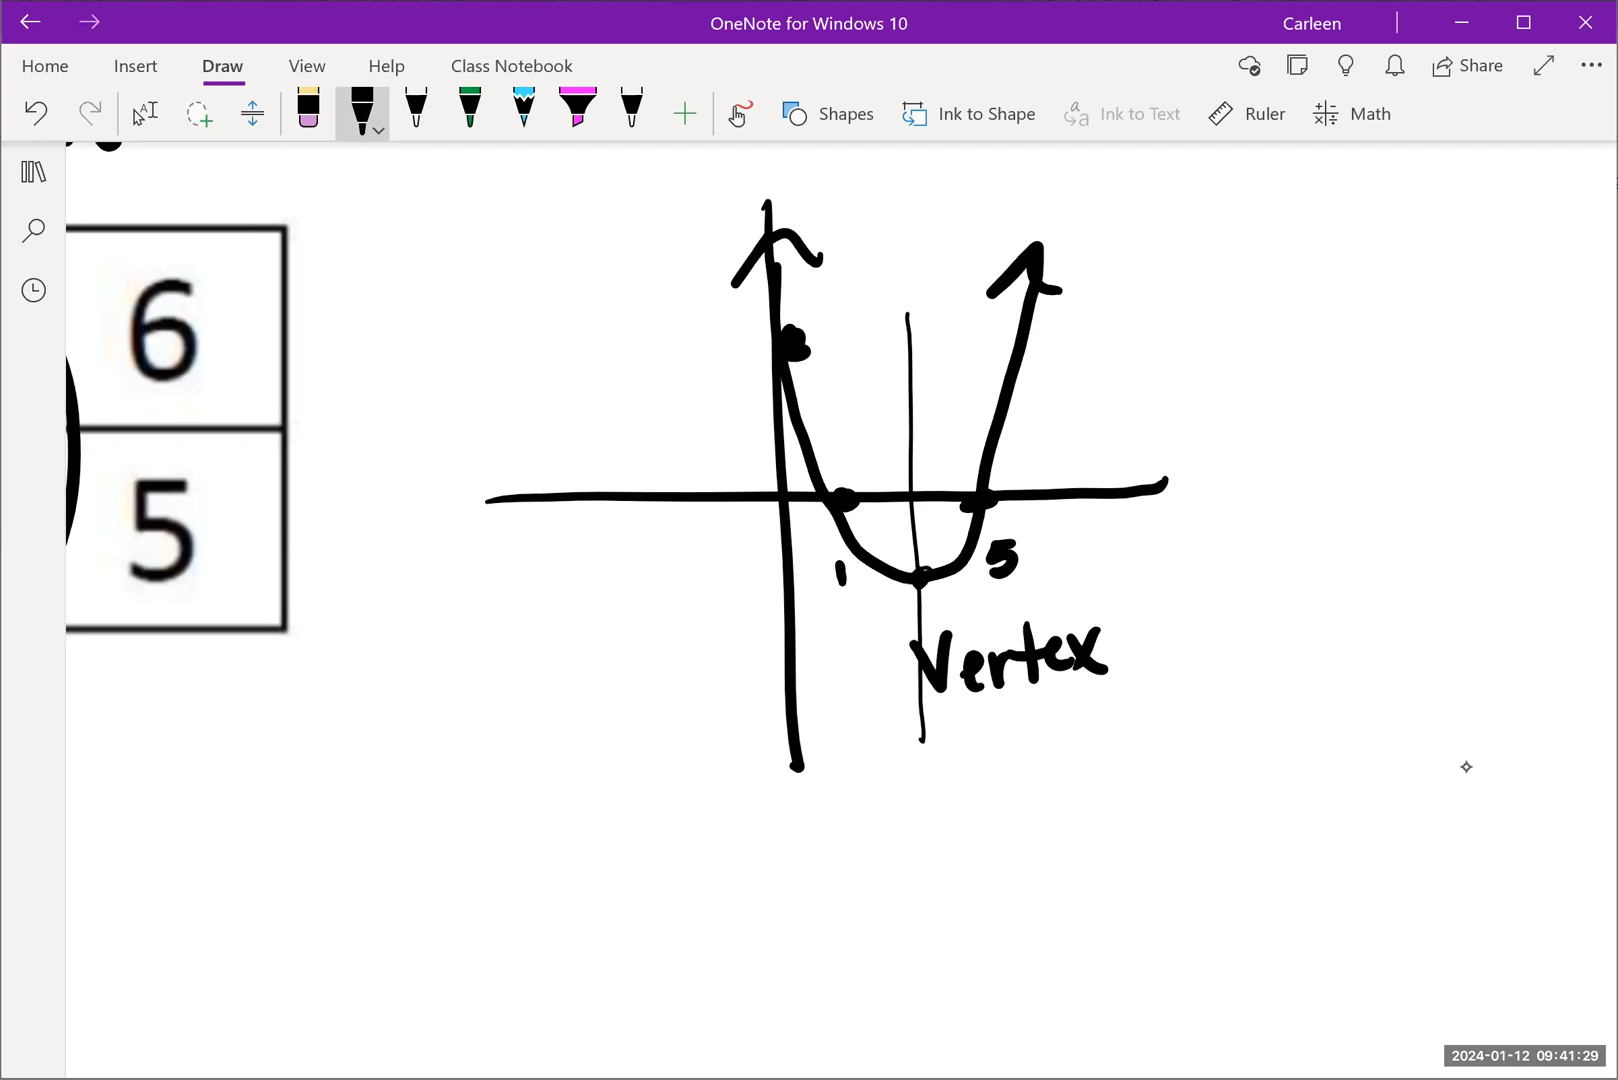 OneNote for Windows 10
Carleen
Home Insert Draw View Help Class Notebook Share
AI Shapes Ink to Shape Ink to Text Ruler Math
6
5
1
5
Vertex
2024-01-12 09:41:29